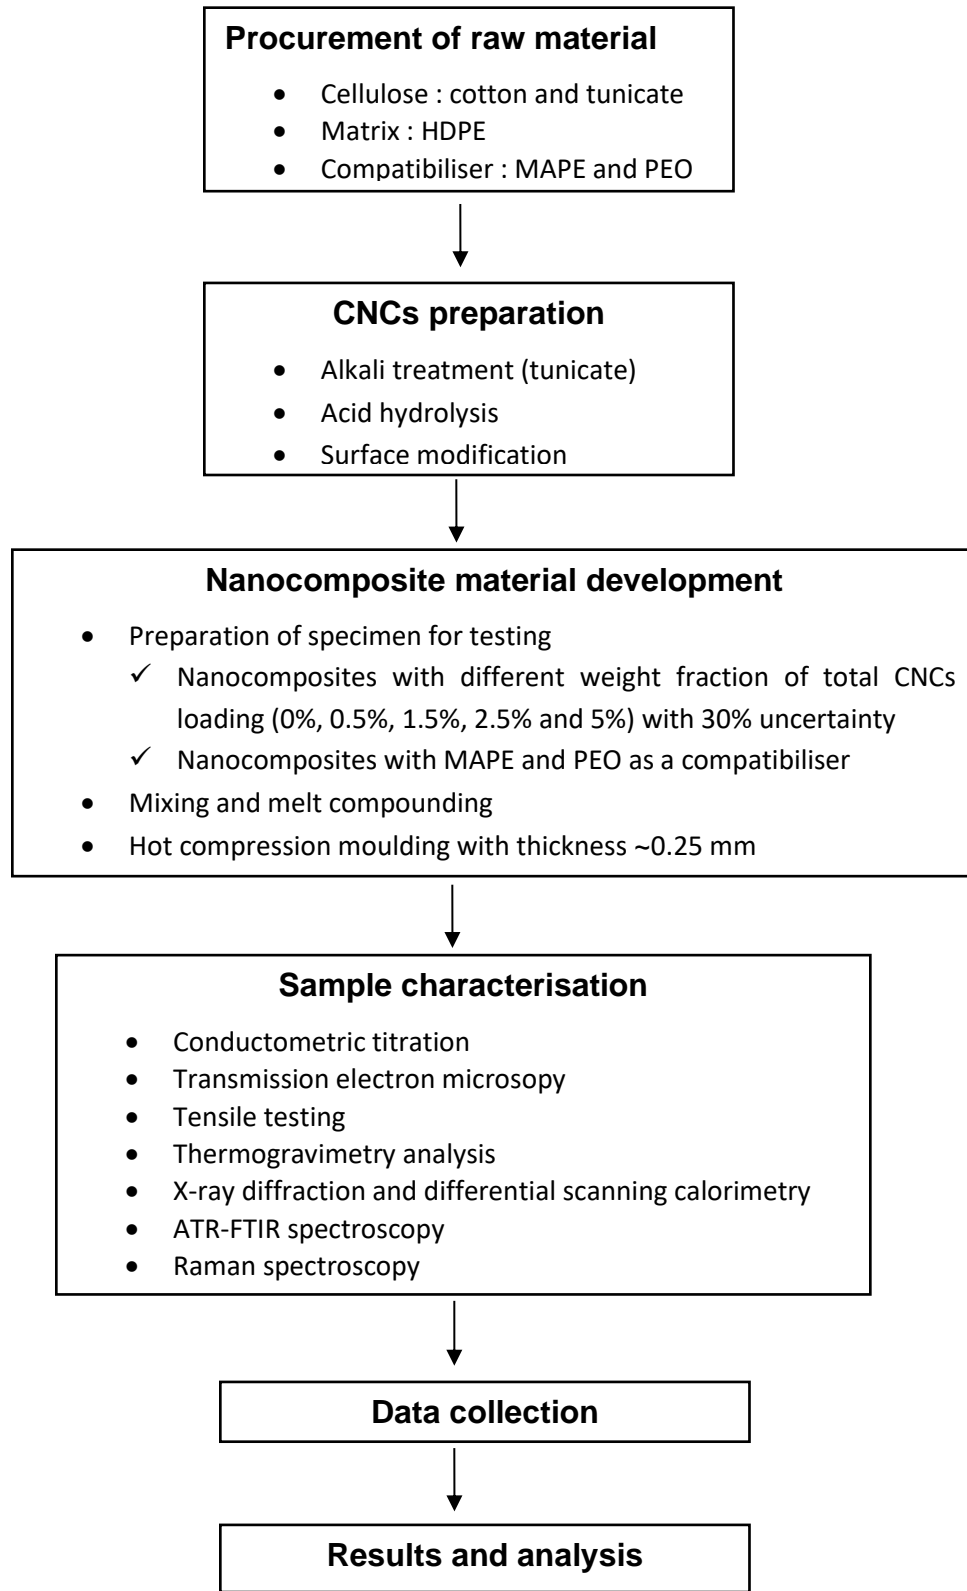 Procurement of raw material
• Cellulose : cotton and tunicate
• Matrix : HDPE
• Compatibiliser : MAPE and PEO
CNCs preparation
• Alkali treatment (tunicate)
• Acid hydrolysis
• Surface modification
Nanocomposite material development
• Preparation of specimen for testing
✓ Nanocomposites with different weight fraction of total CNCs
loading (0%, 0.5%, 1.5%, 2.5% and 5%) with 30% uncertainty
✓ Nanocomposites with MAPE and PEO as a compatibiliser
• Mixing and melt compounding
• Hot compression moulding with thickness ~0.25 mm
Sample characterisation
• Conductometric titration
• Transmission electron microsopy
• Tensile testing
• Thermogravimetry analysis
• X-ray diffraction and differential scanning calorimetry
• ATR-FTIR spectroscopy
• Raman spectroscopy
Data collection
Results and analysis